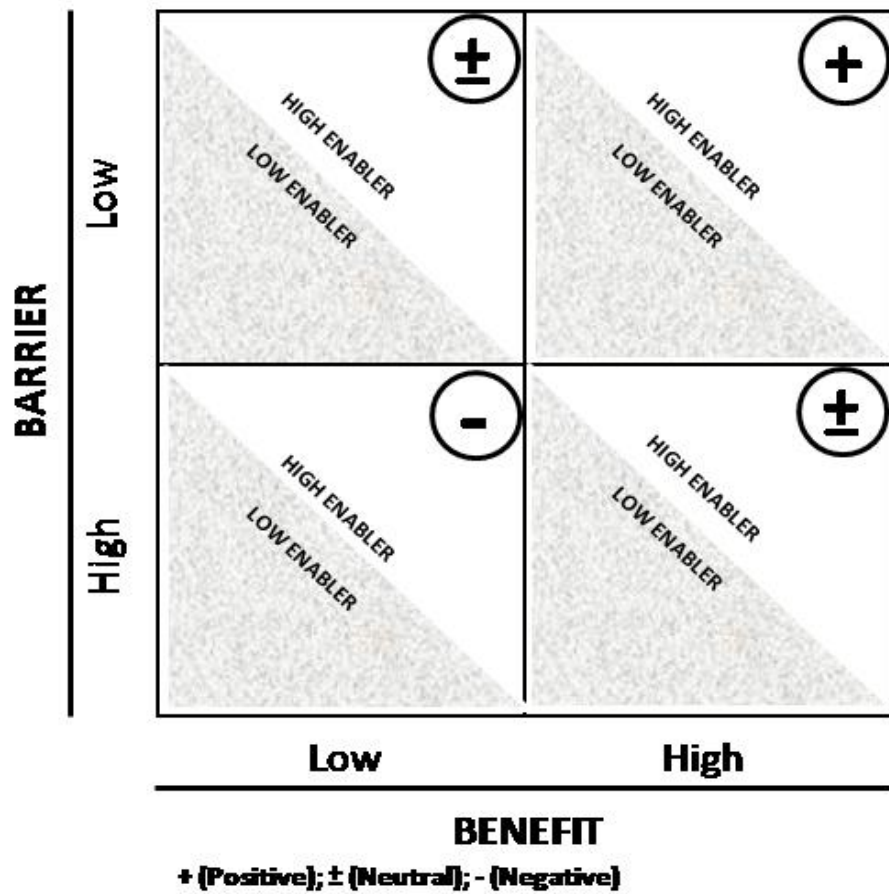 ±
+
HIGH ENABLER
LOW ENABLER
HIGH ENABLER
LOW ENABLER
Low
BARRIER
-
±
HIGH ENABLER
LOW ENABLER
HIGH ENABLER
LOW ENABLER
High
Low
High
BENEFIT
+ (Positive); ± (Neutral); - (Negative)